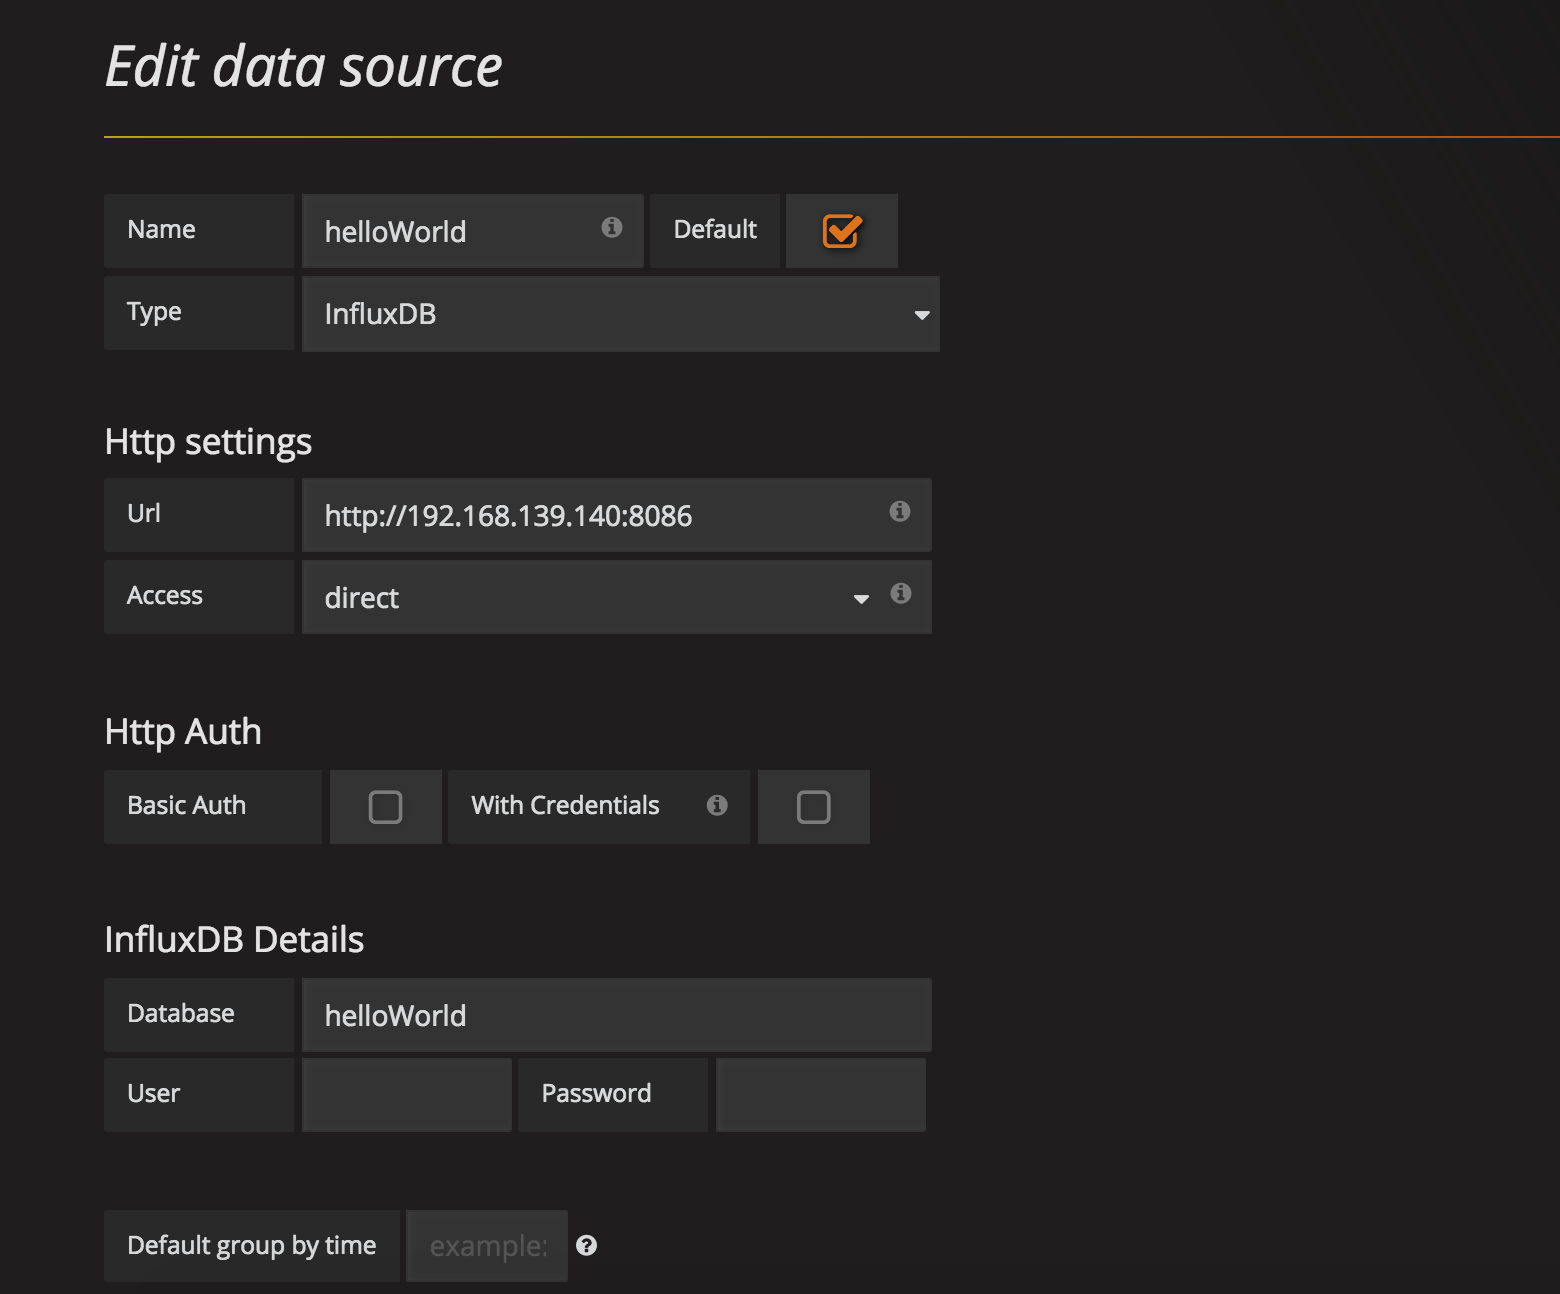 Edit data source
Name helloWorld Default
Type InfluxDB
Http settings
Url http://192.168.139.140:8086
Access direct
Http Auth
Basic Auth With Credentials
InfluxDB Details
Database helloWorld
User Password
Default group by time example: